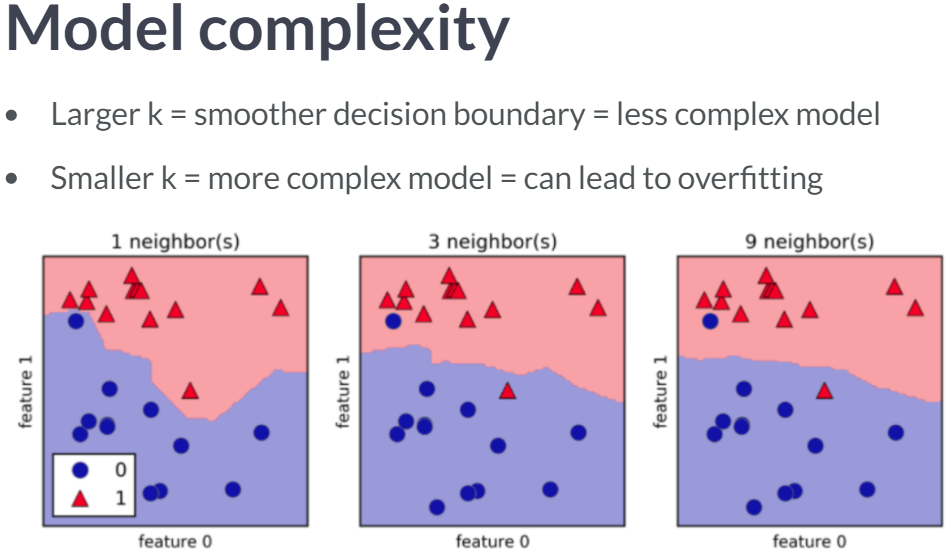 Model complexity
• Larger k = smoother decision boundary = less complex model
• Smaller k = more complex model = can lead to overfitting
1 neighbor(s)
3 neighbor(s)
9 neighbor(s)
feature 1
feature 1
feature 1
0
1
feature 0
feature 0
feature 0